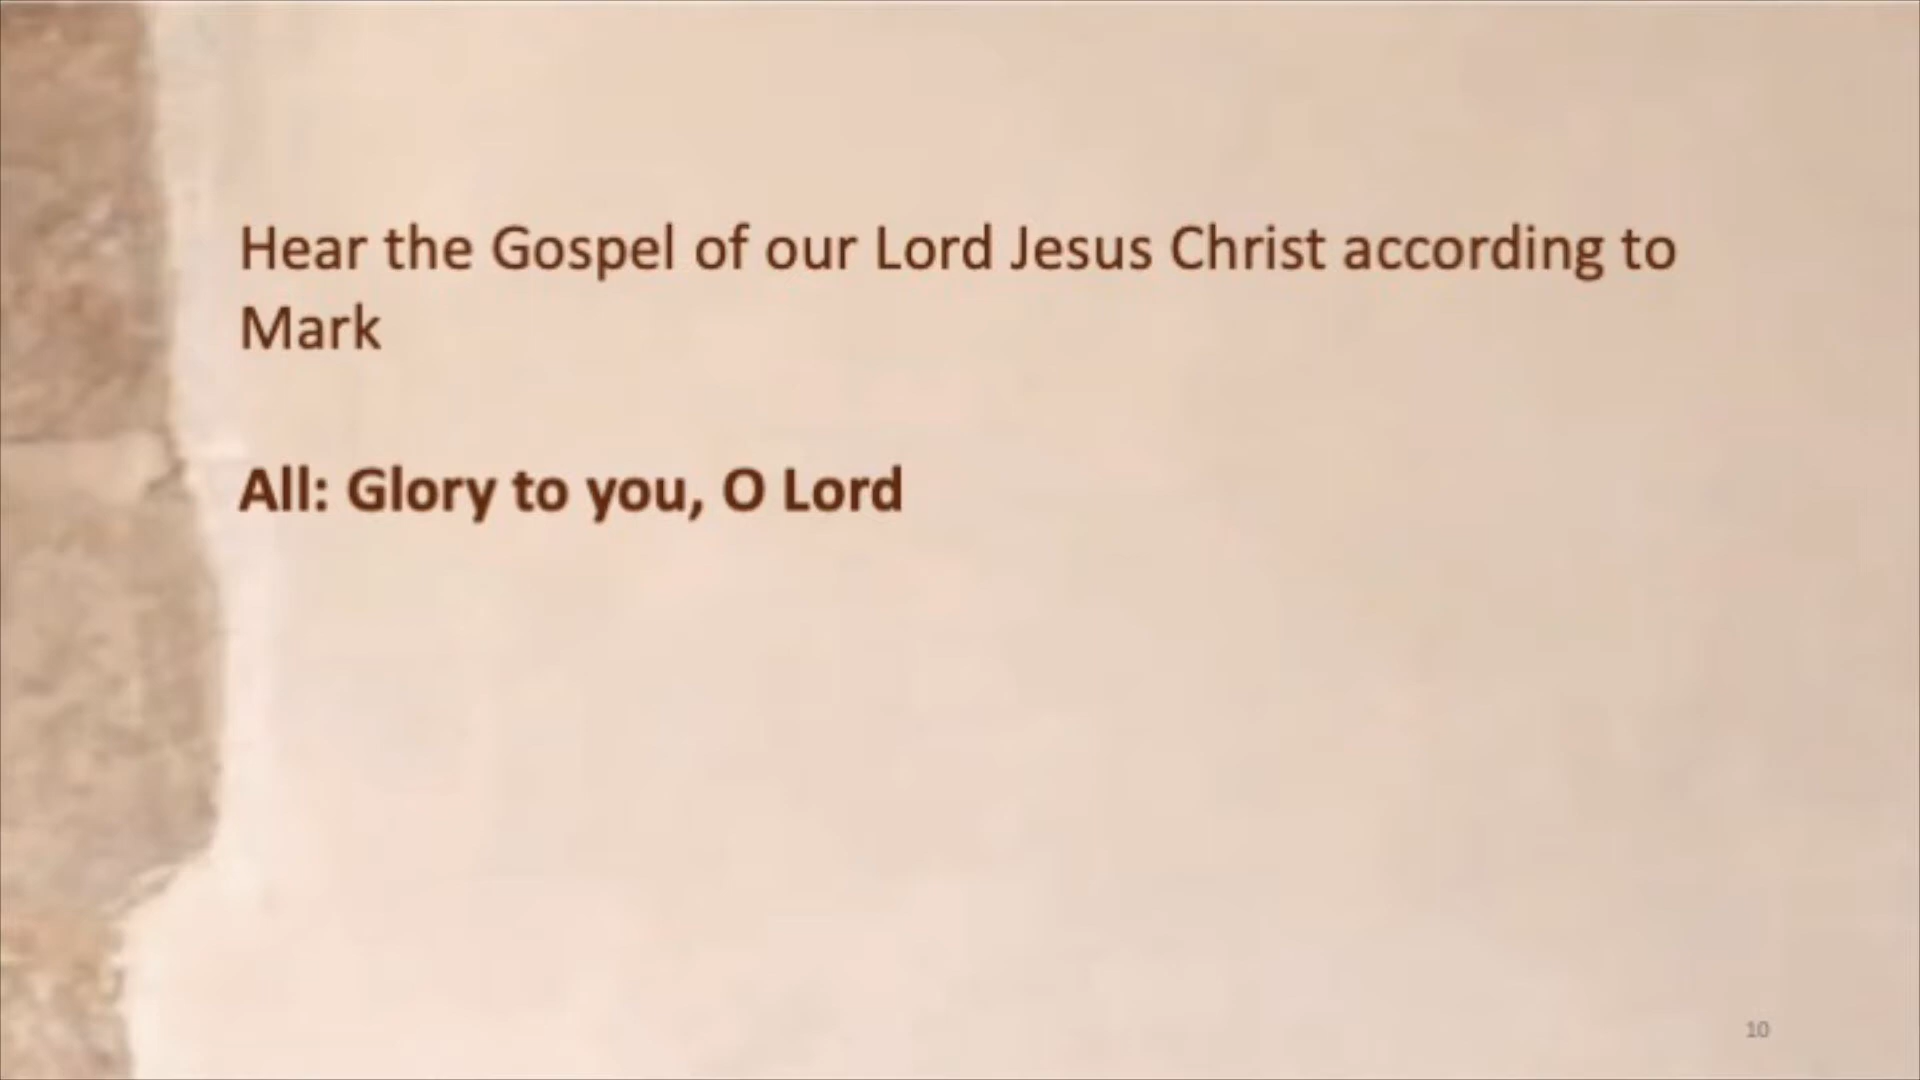 Hear the Gospel of our Lord Jesus Christ according to
Mark
All: Glory to you, O Lord
10